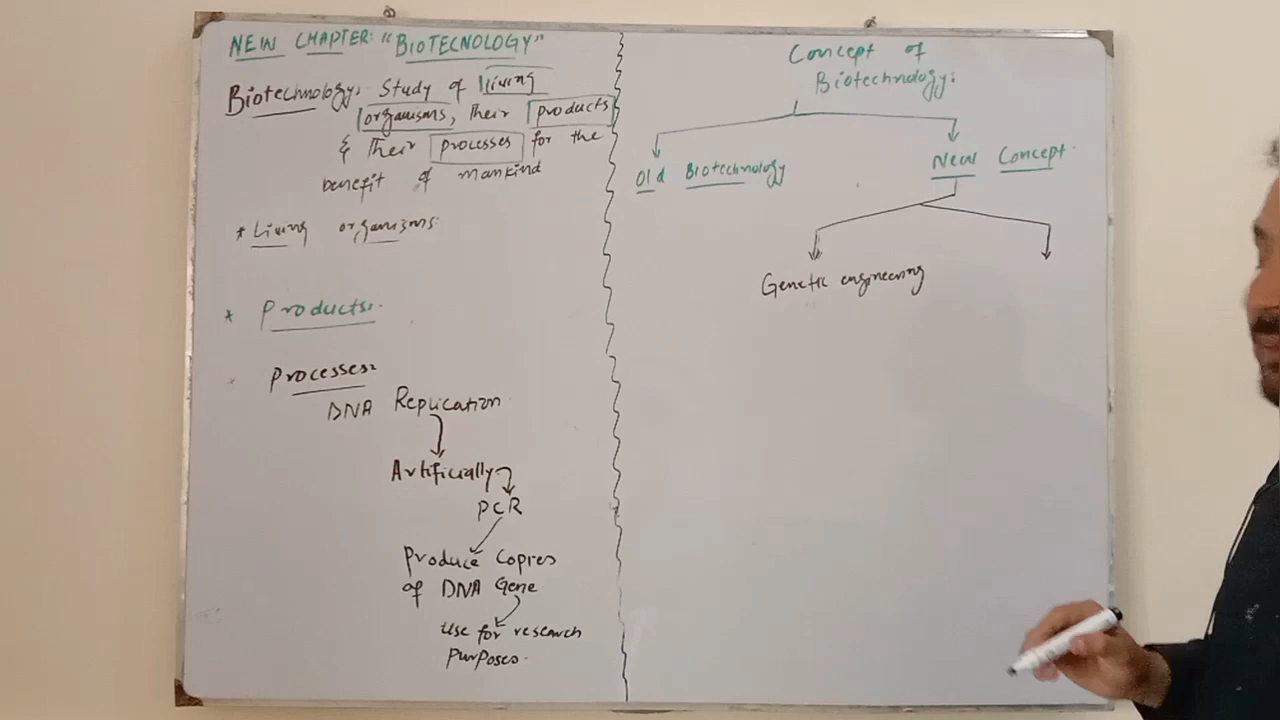 NEW CHAPTER: "BIOTECNOLOGY"
Biotechnology: Study of living
organisms, their products
& their processes for the
benefit of mankind
* Living organisms:
* Products:
* Processes:
DNA Replication
Artificially
PCR
Produce Copies
of DNA Gene
Use for research
Purposes.
Concept of
Biotechnology:
Old Biotechnology
New Concept
Genetic engineering